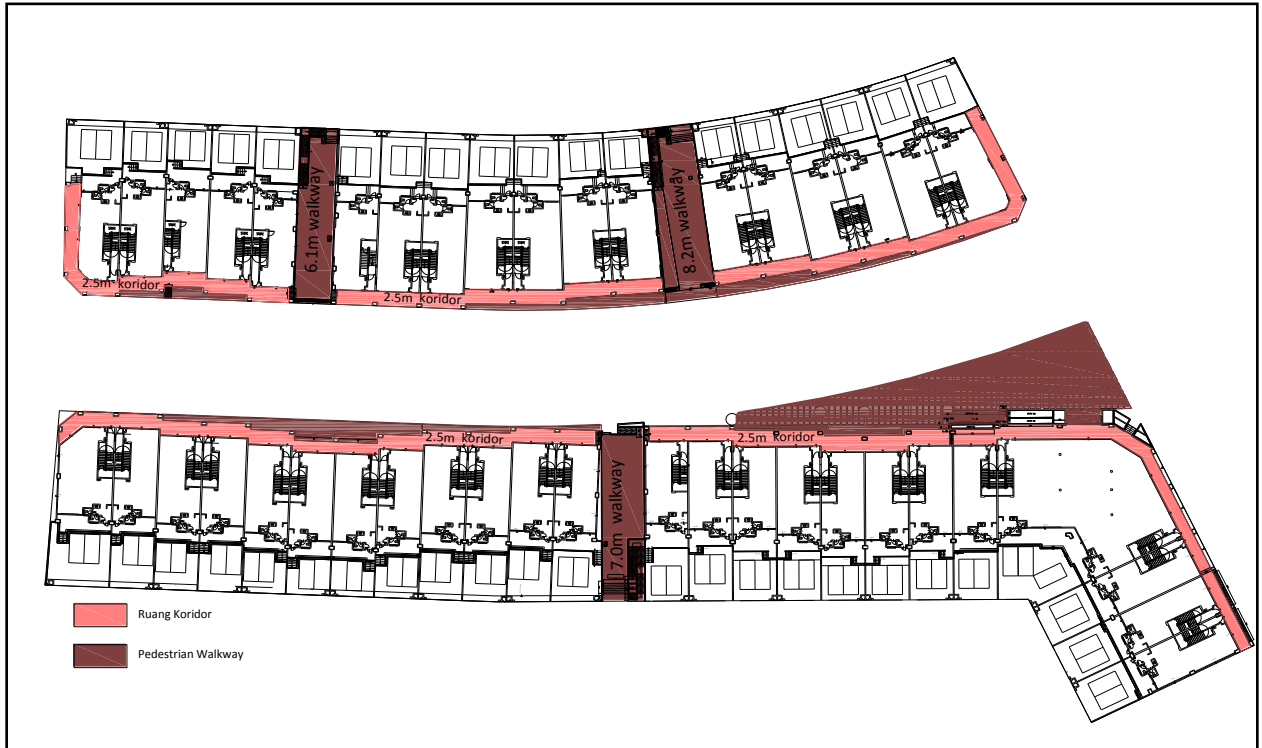 6.1m walkway
8.2m walkway
2.5m koridor
2.5m koridor
2.5m koridor
2.5m koridor
7.0m walkway
Ruang Koridor
Pedestrian Walkway